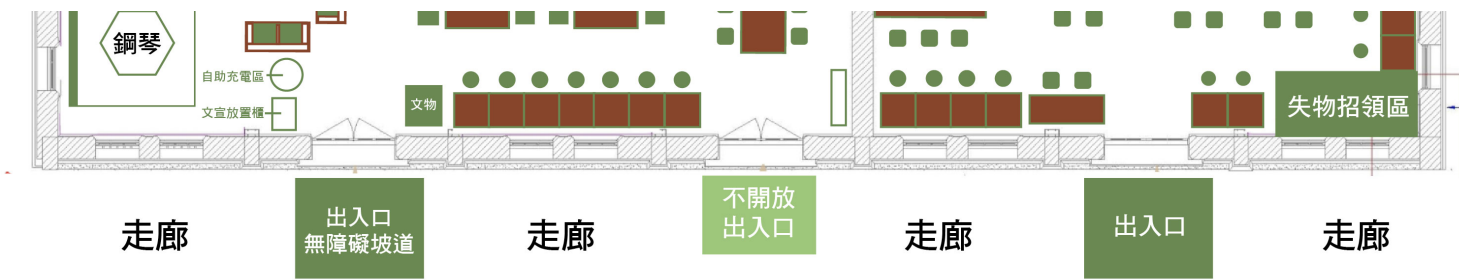 鋼琴
自助充電區
文宣放置櫃
文物
失物招領區
走廊
出入口
無障礙坡道
走廊
不開放
出入口
走廊
出入口
走廊